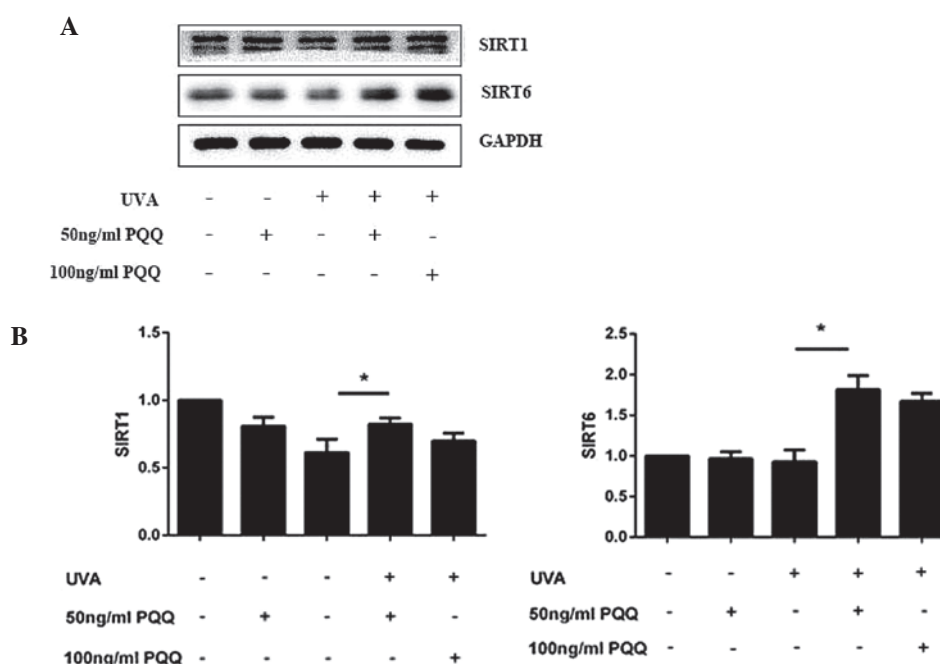 A
SIRT1
SIRT6
GAPDH
UVA - - + + +
50ng/ml PQQ - + - + -
100ng/ml PQQ - - - - +
B
1.5
1.0
0.5
0.0
SIRT1
*
UVA - - - + +
50ng/ml PQQ - + - + -
100ng/ml PQQ - - - - +
2.5
2.0
1.5
1.0
0.5
0.0
SIRT6
*
UVA - - + + +
50ng/ml PQQ - + - + -
100ng/ml PQQ - - - - +